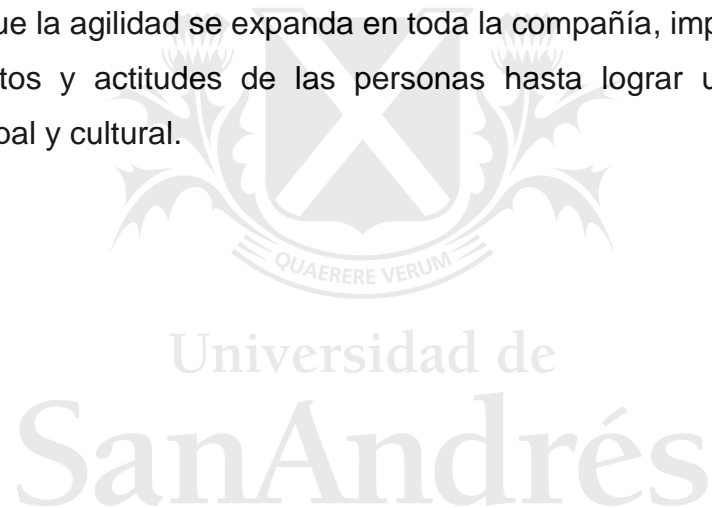 ue la agilidad se expanda en toda la compañía, imp
tos y actitudes de las personas hasta lograr u
bal y cultural.
QUAERERE VERUM
Universidad de
SanAndrés